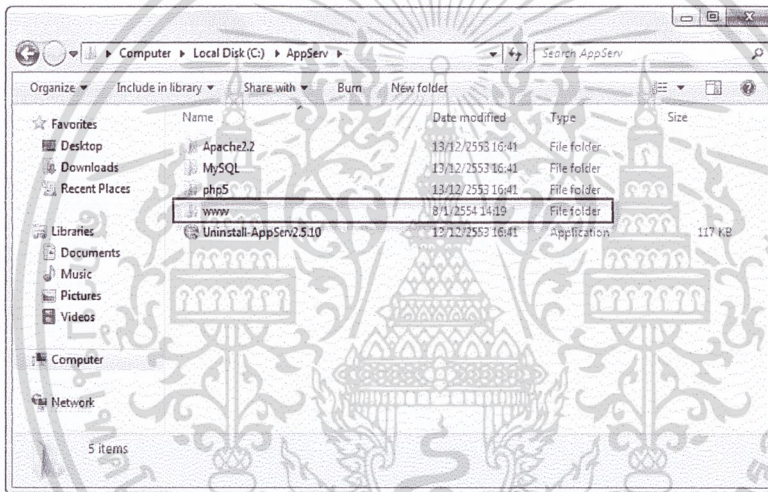 Computer ▸ Local Disk (C:) ▸ AppServ ▸
Search AppServ
Organize Include in library Share with Burn New folder
Name Date modified Type Size
Favorites
Desktop
Downloads
Recent Places
Libraries
Documents
Music
Pictures
Videos
Computer
Network
Apache2.2 13/12/2553 16:41 File folder
MySQL 13/12/2553 16:41 File folder
php5 13/12/2553 16:41 File folder
www 8/1/2554 14:19 File folder
Uninstall-AppServ2.5.10 13/12/2553 16:41 Application 117 KB
5 items